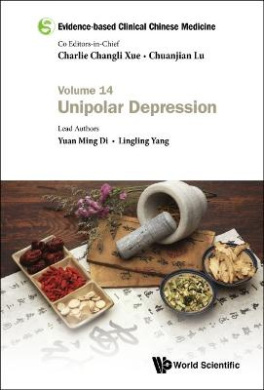 Evidence-based Clinical Chinese Medicine
Co Editors-in-Chief
Charlie Changli Xue • Chuanjian Lu
Volume 14
Unipolar Depression
Lead Authors
Yuan Ming Di • Lingling Yang
World Scientific